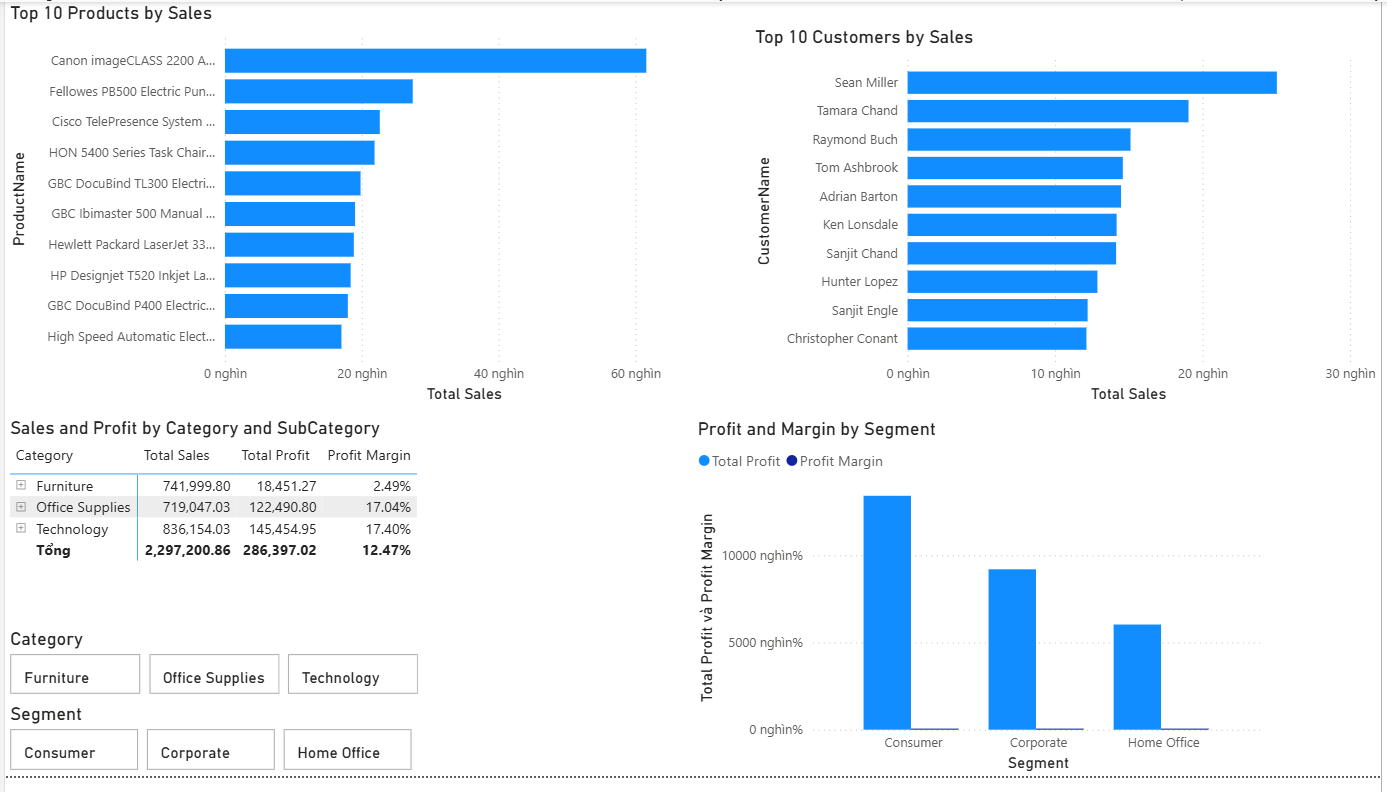 Top 10 Products by Sales
ProductName
Canon imageCLASS 2200 A...
Fellowes PB500 Electric Pun...
Cisco TelePresence System ...
HON 5400 Series Task Chair...
GBC DocuBind TL300 Electri...
GBC Ibimaster 500 Manual ...
Hewlett Packard LaserJet 33...
HP Designjet T520 Inkjet La...
GBC DocuBind P400 Electric...
High Speed Automatic Elect...
0 nghìn 20 nghìn 40 nghìn 60 nghìn
Total Sales
Top 10 Customers by Sales
CustomerName
Sean Miller
Tamara Chand
Raymond Buch
Tom Ashbrook
Adrian Barton
Ken Lonsdale
Sanjit Chand
Hunter Lopez
Sanjit Engle
Christopher Conant
0 nghìn 10 nghìn 20 nghìn 30 nghìn
Total Sales
Sales and Profit by Category and SubCategory
Category Total Sales Total Profit Profit Margin
Furniture 741,999.80 18,451.27 2.49%
Office Supplies 719,047.03 122,490.80 17.04%
Technology 836,154.03 145,454.95 17.40%
Tổng 2,297,200.86 286,397.02 12.47%
Category
Furniture Office Supplies Technology
Segment
Consumer Corporate Home Office
Profit and Margin by Segment
Total Profit Profit Margin
Total Profit và Profit Margin
10000 nghìn%
5000 nghìn%
0 nghìn%
Consumer Corporate Home Office
Segment